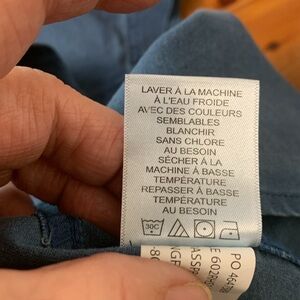 LAVER À LA MACHINE
À L'EAU FROIDE
AVEC DES COULEURS
SEMBLABLES
BLANCHIR
SANS CHLORE
AU BESOIN
SÉCHER À LA
MACHINE À BASSE
TEMPÉRATURE
REPASSER À BASSE
TEMPÉRATURE
AU BESOIN
30C